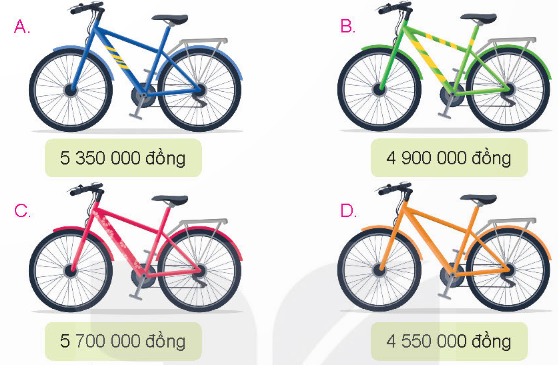 A.
5 350 000 đồng
B.
4 900 000 đồng
C.
5 700 000 đồng
D.
4 550 000 đồng